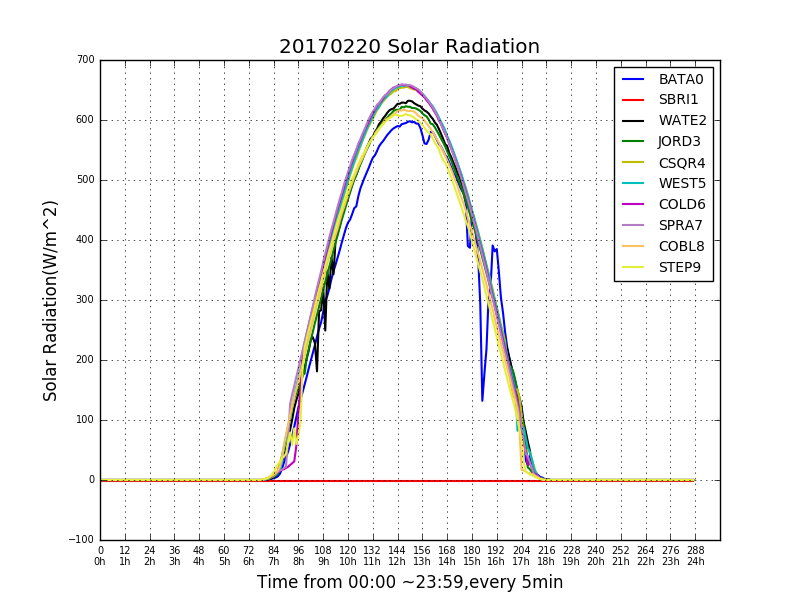 20170220 Solar Radiation
Solar Radiation(W/m^2)
700
600
500
400
300
200
100
0
−100
BATA0
SBRI1
WATE2
JORD3
CSQR4
WEST5
COLD6
SPRA7
COBL8
STEP9
0 12 24 36 48 60 72 84 96 108 120 132 144 156 168 180 192 204 216 228 240 252 264 276 288
0h 1h 2h 3h 4h 5h 6h 7h 8h 9h 10h 11h 12h 13h 14h 15h 16h 17h 18h 19h 20h 21h 22h 23h 24h
Time from 00:00 ~23:59,every 5min